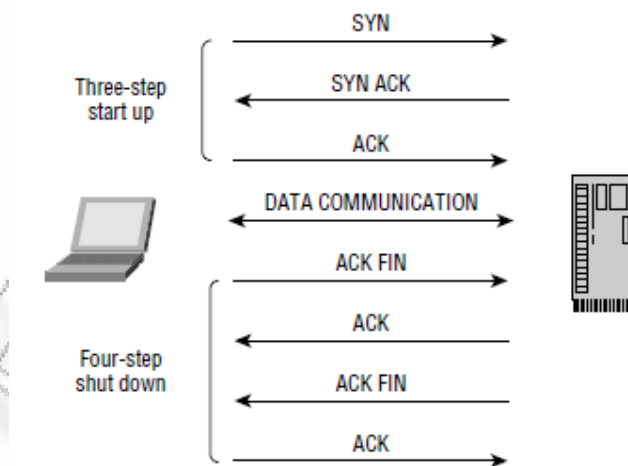 SYN
Three-step
start up
SYN ACK
ACK
DATA COMMUNICATION
ACK FIN
ACK
Four-step
shut down
ACK FIN
ACK